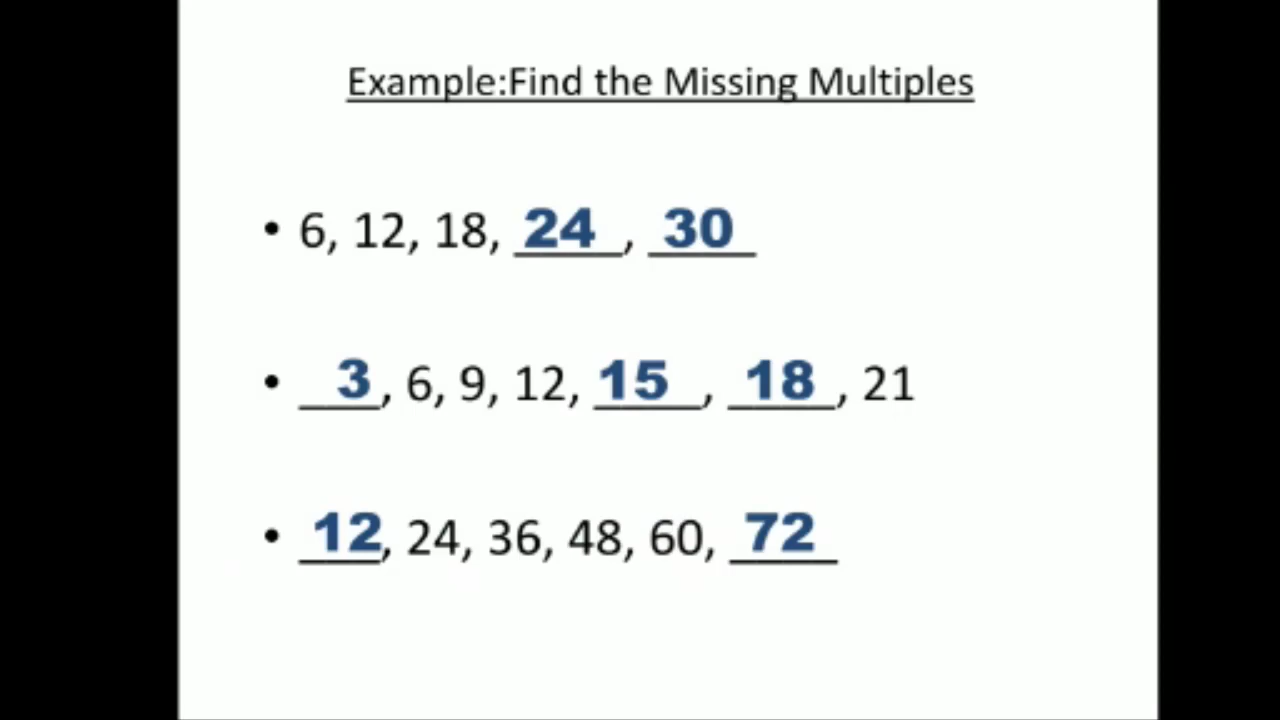 Example:Find the Missing Multiples
• 6, 12, 18, 24, 30
• 3, 6, 9, 12, 15, 18, 21
• 12, 24, 36, 48, 60, 72